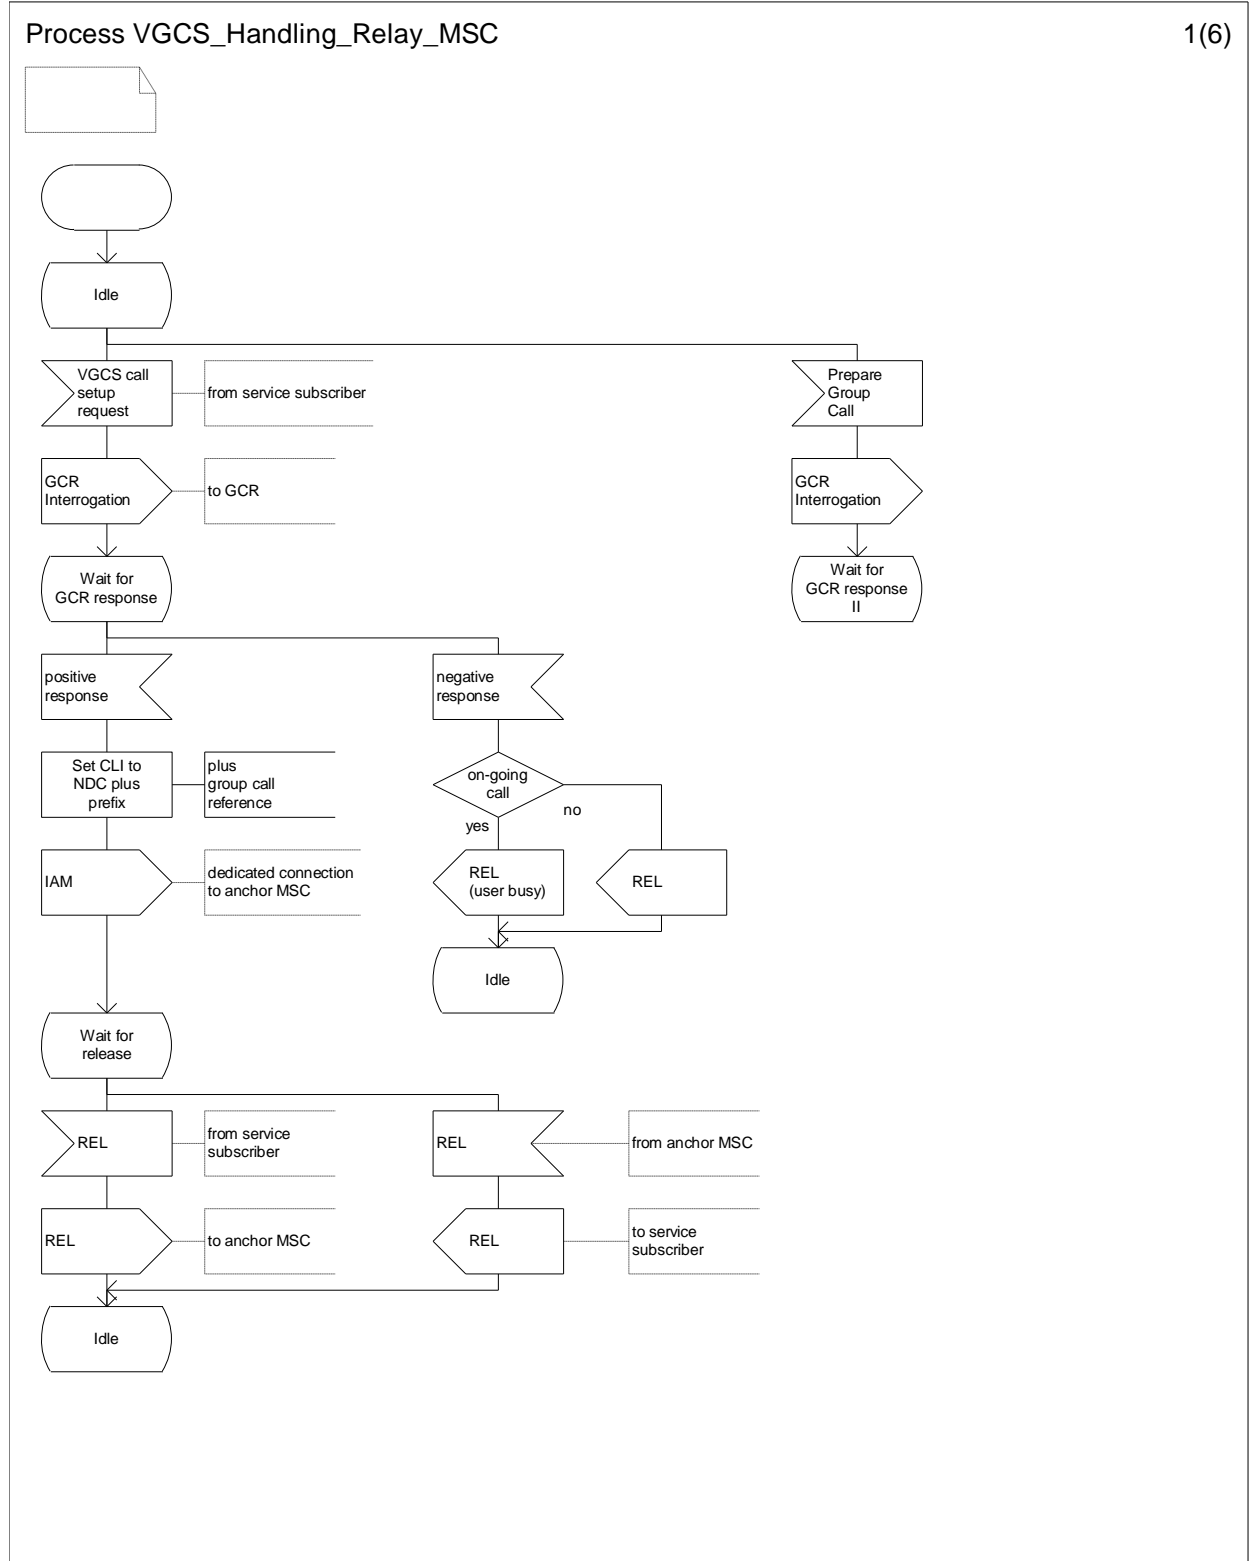 Process VGCS_Handling_Relay_MSC
1(6)
Idle
VGCS call
setup
request
from service subscriber
Prepare
Group
Call
GCR
Interrogation
to GCR
GCR
Interrogation
Wait for
GCR response
Wait for
GCR response
II
positive
response
negative
response
Set CLI to
NDC plus
prefix
plus
group call
reference
on-going
call
no
yes
IAM
dedicated connection
to anchor MSC
REL
(user busy)
REL
Idle
Wait for
release
REL
from service
subscriber
REL
from anchor MSC
REL
to anchor MSC
REL
to service
subscriber
Idle